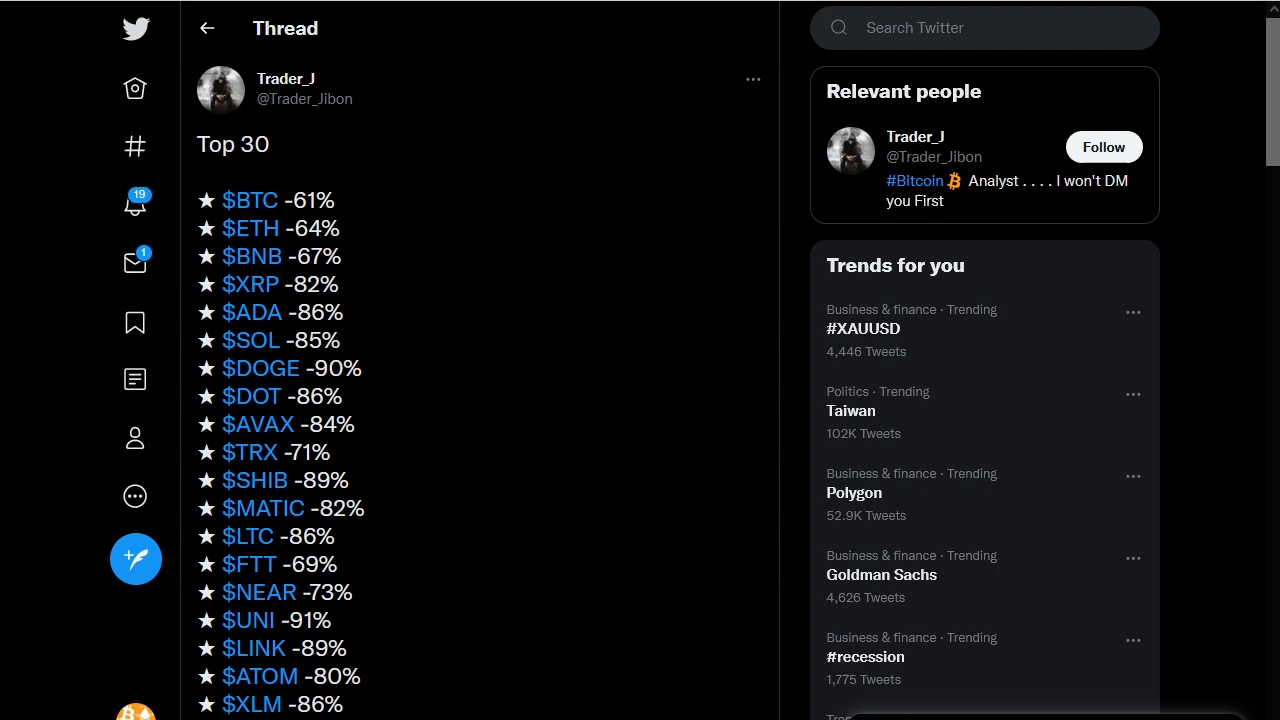 Thread
Trader_J
@Trader_Jibon
Top 30
★ $BTC -61%
★ $ETH -64%
★ $BNB -67%
★ $XRP -82%
★ $ADA -86%
★ $SOL -85%
★ $DOGE -90%
★ $DOT -86%
★ $AVAX -84%
★ $TRX -71%
★ $SHIB -89%
★ $MATIC -82%
★ $LTC -86%
★ $FTT -69%
★ $NEAR -73%
★ $UNI -91%
★ $LINK -89%
★ $ATOM -80%
★ $XLM -86%
19
1
Search Twitter
Relevant people
Trader_J
@Trader_Jibon
Follow
#Bitcoin Analyst . . . . I won't DM
you First
Trends for you
Business & finance · Trending
#XAUUSD
4,446 Tweets
Politics · Trending
Taiwan
102K Tweets
Business & finance · Trending
Polygon
52.9K Tweets
Business & finance · Trending
Goldman Sachs
4,626 Tweets
Business & finance · Trending
#recession
1,775 Tweets